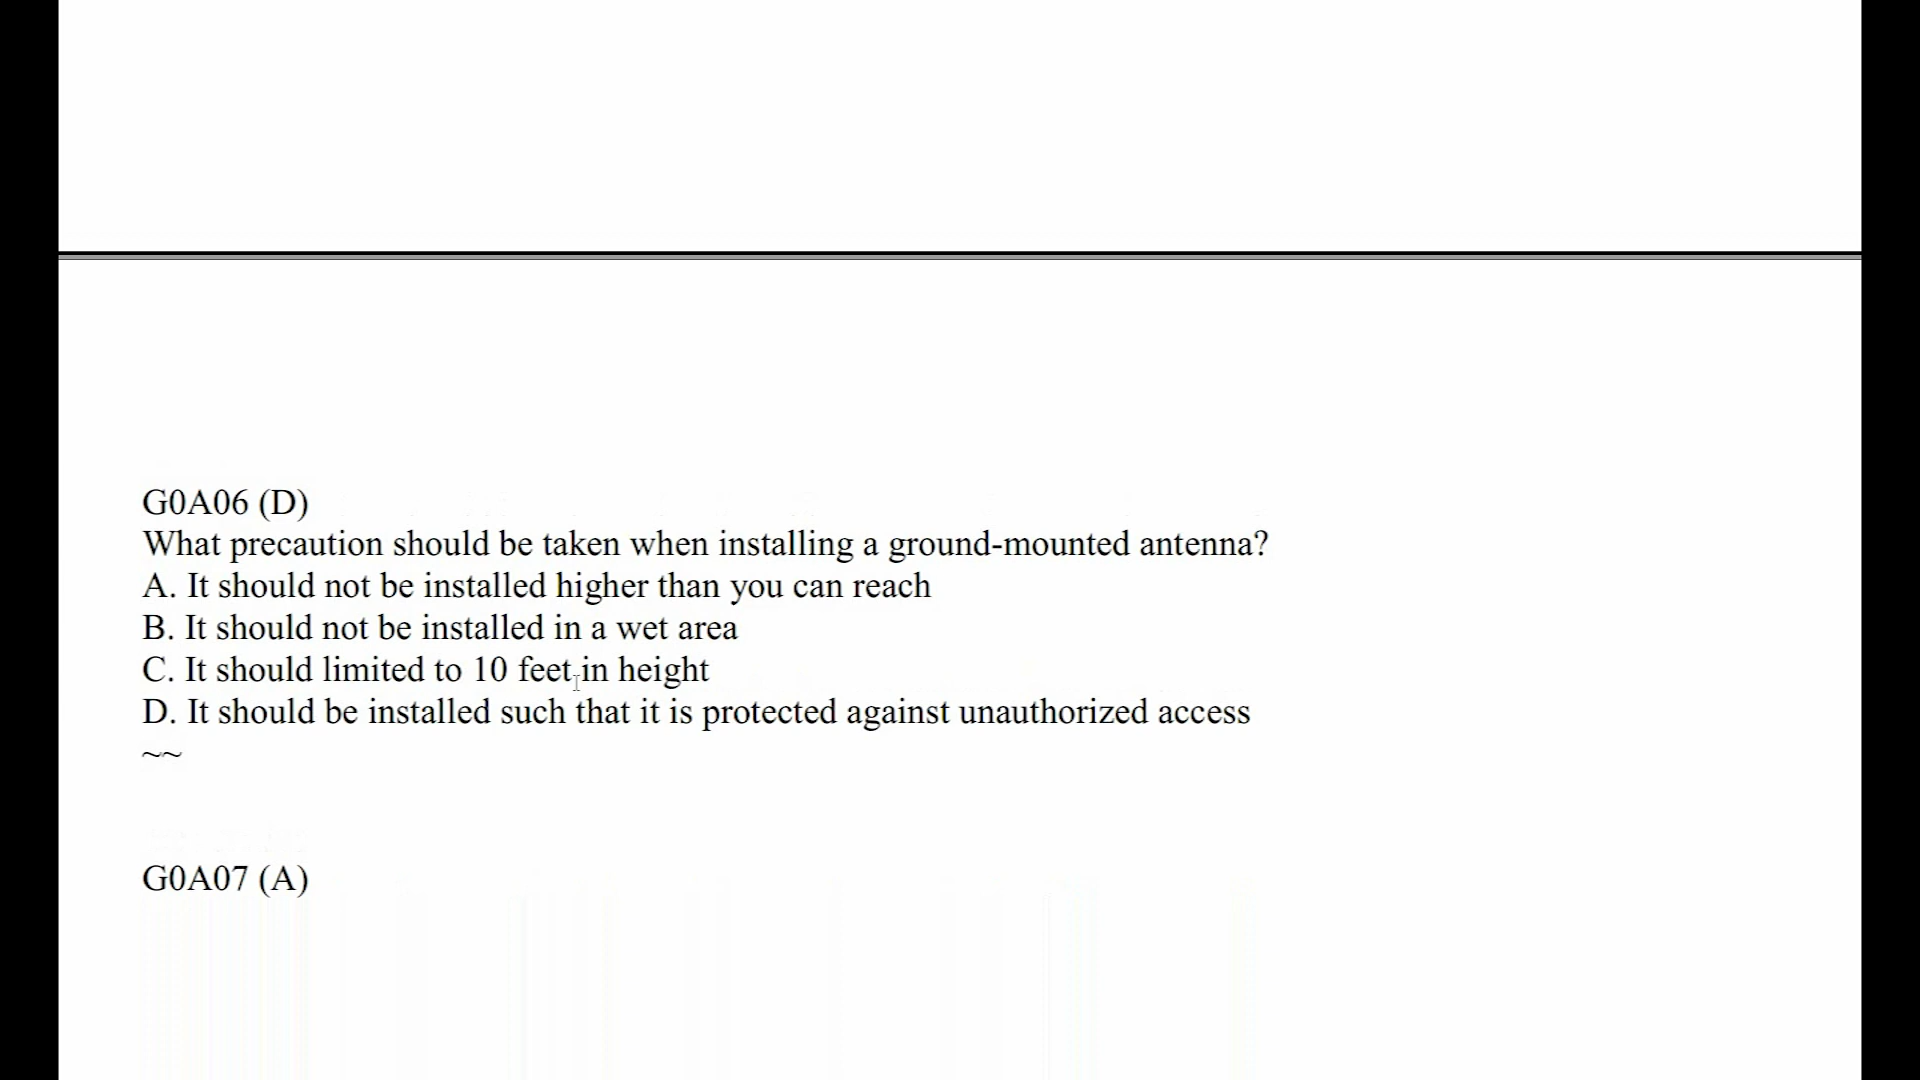 G0A06 (D)
What precaution should be taken when installing a ground-mounted antenna?
A. It should not be installed higher than you can reach
B. It should not be installed in a wet area
C. It should limited to 10 feet in height
D. It should be installed such that it is protected against unauthorized access
~~
G0A07 (A)